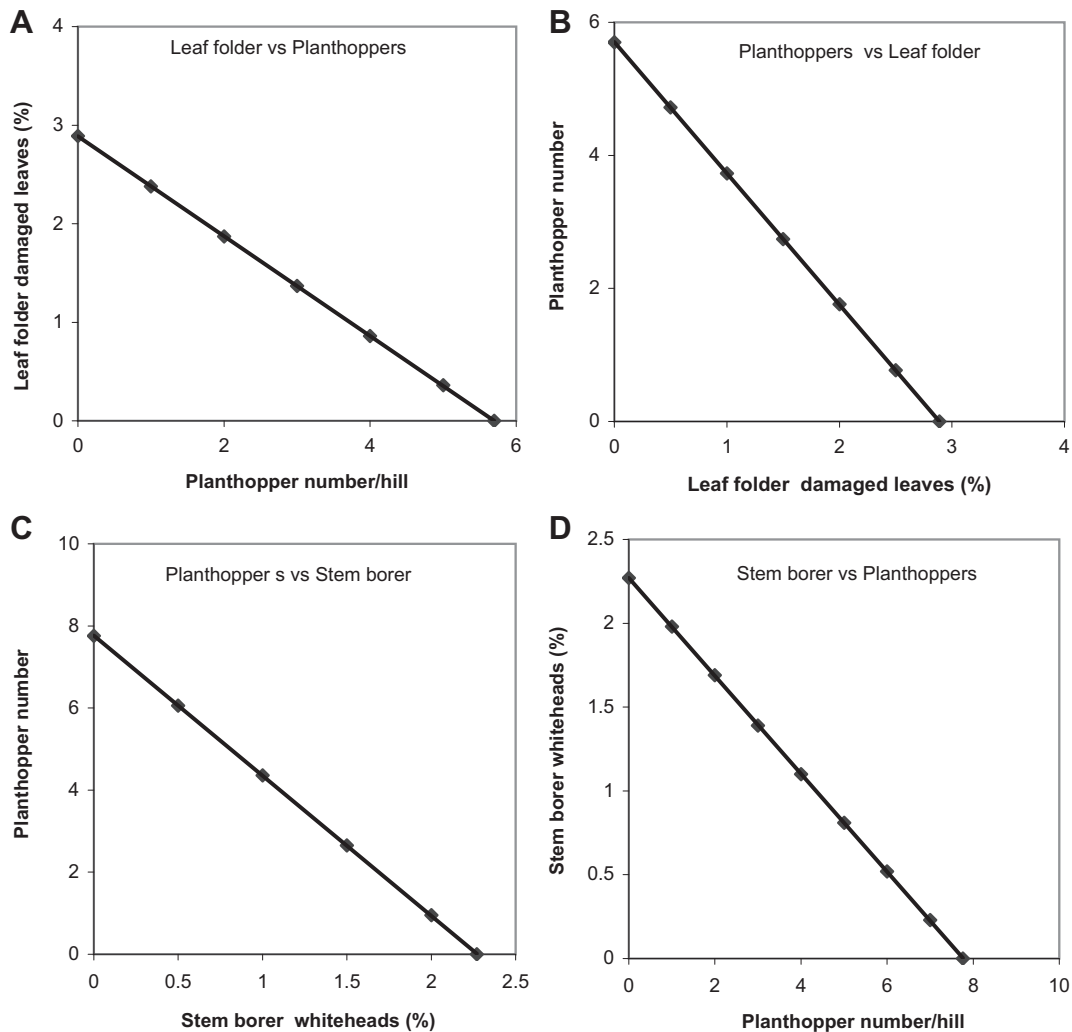 A
Leaf folder vs Planthoppers
Leaf folder damaged leaves (%)
4
3
2
1
0
0 2 4 6
Planthopper number/hill
B
Planthoppers vs Leaf folder
Planthopper number
6
4
2
0
0 1 2 3 4
Leaf folder damaged leaves (%)
C
Planthopper s vs Stem borer
Planthopper number
10
8
6
4
2
0
0 0.5 1 1.5 2 2.5
Stem borer whiteheads (%)
D
Stem borer vs Planthoppers
Stem borer whiteheads (%)
2.5
2
1.5
1
0.5
0
0 2 4 6 8 10
Planthopper number/hill